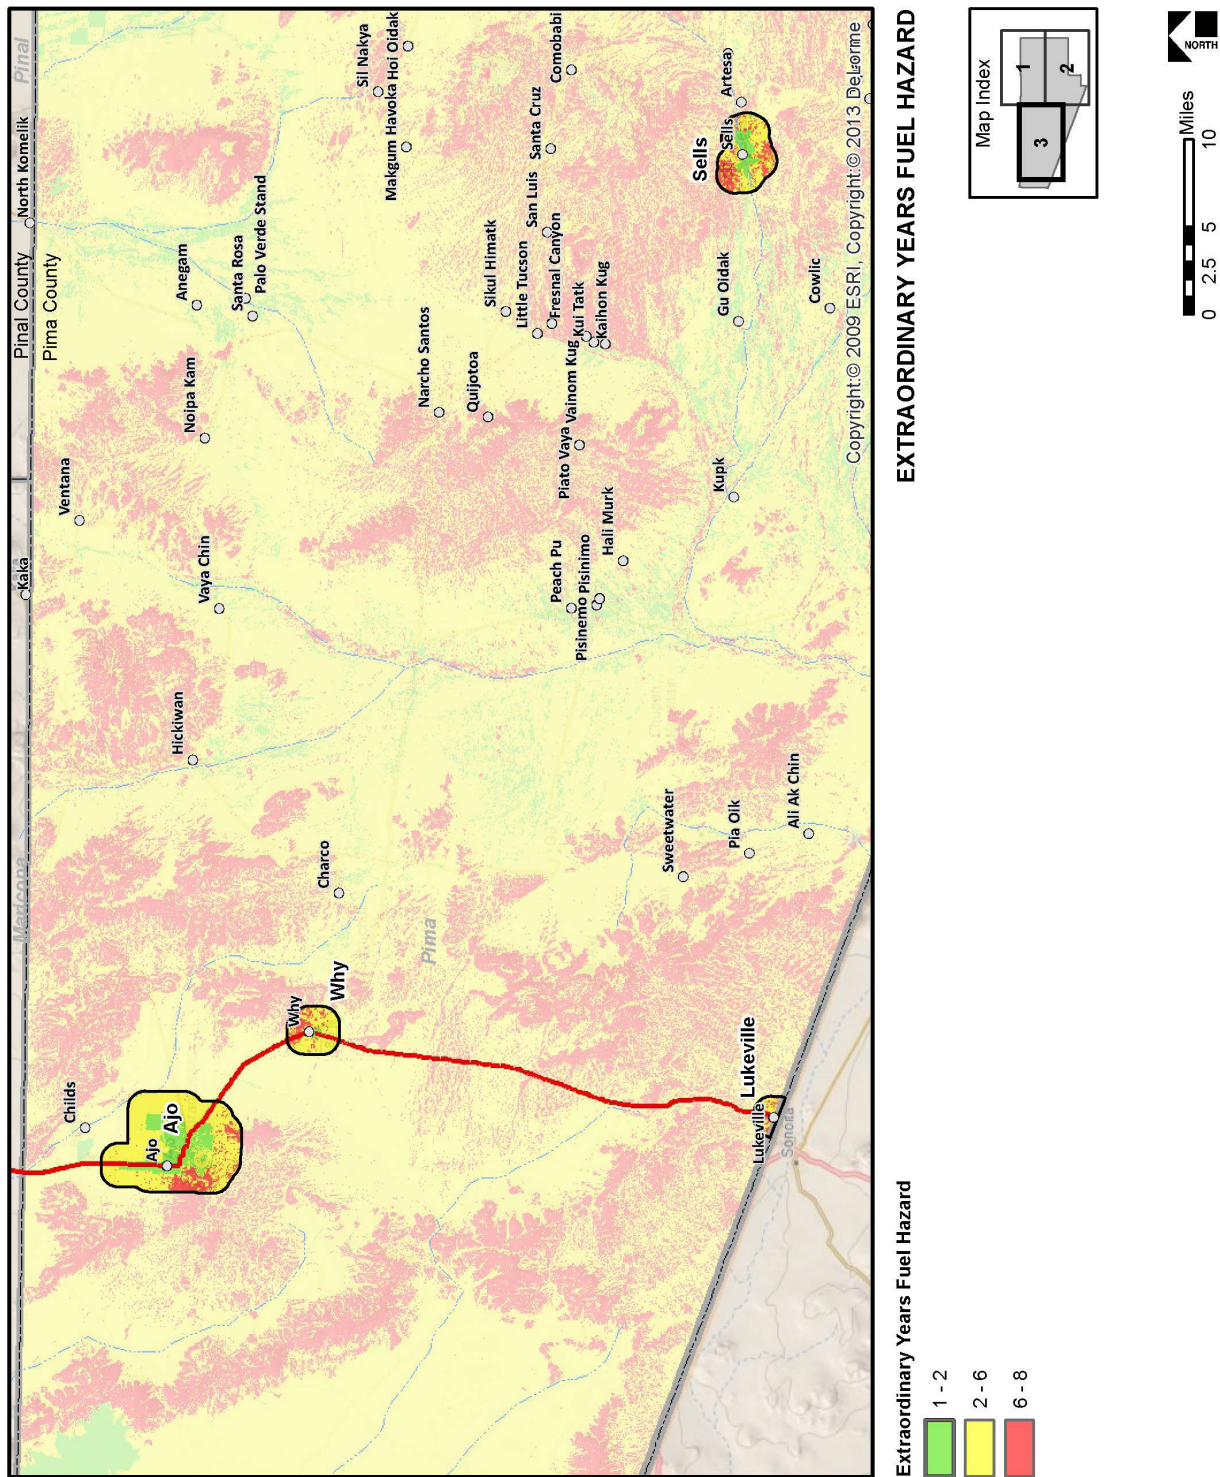 Pinal
Pinal County
North Komelik
Pima County
Maricopa
Kaka
Ventana
Anegam
Santa Rosa
Palo Verde Stand
Noipa Kam
Vaya Chin
Hickiwan
Childs
Ajo
Ajo
Why
Why
Charco
Pima
Sil Nakya
Hoi Oidak
Makgum Havoka
Comobabi
Santa Cruz
San Luis
Sikul Himatk
Little Tucson
Fresnal Canyon
Kui Tatk
Kaihon Kug
Vainom Kug
Narcho Santos
Quijotoa
Piato Vaya
Hali Murk
Peach Pu
Pisinimo
Pisinemo
Artesa
Sells
Sells
Gu Oidak
Cowlic
Kupk
Sweetwater
Pia Oik
Ali Ak Chin
Lukeville
Lukeville
Sonoita
Copyright:© 2009 ESRI, Copyright:© 2013 DeLorme
EXTRAORDINARY YEARS FUEL HAZARD
Extraordinary Years Fuel Hazard
1 - 2
2 - 6
6 - 8
Map Index
1
2
3
0 2.5 5 10
Miles
NORTH